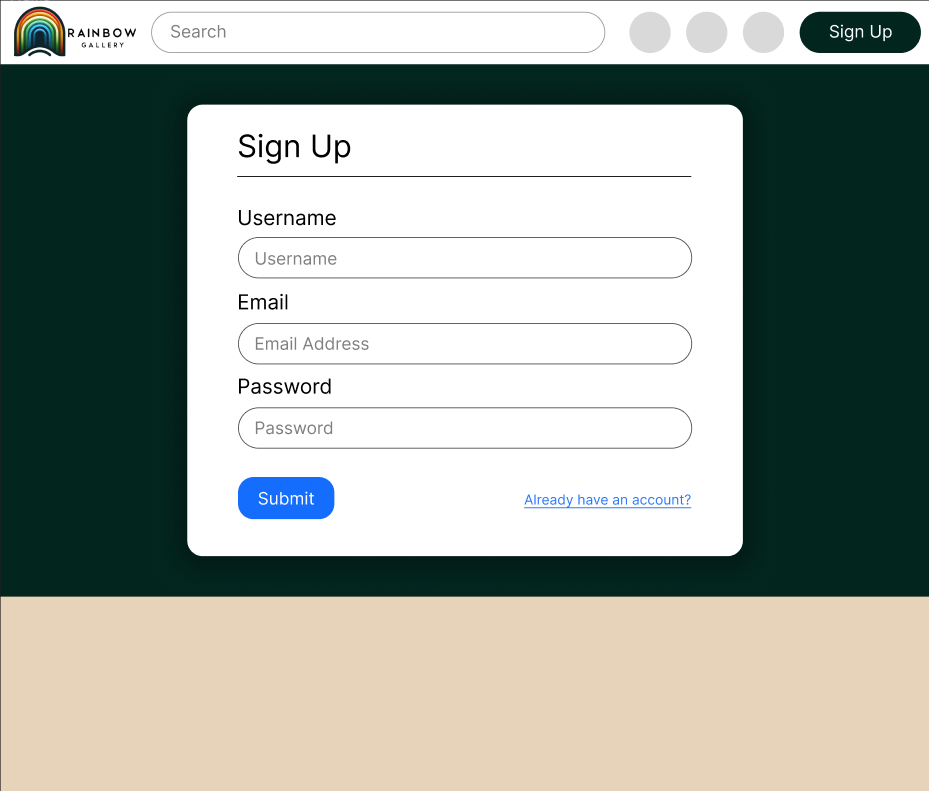 RAINBOW
GALLERY
Search
Sign Up
Sign Up
Username
Username
Email
Email Address
Password
Password
Submit
Already have an account?